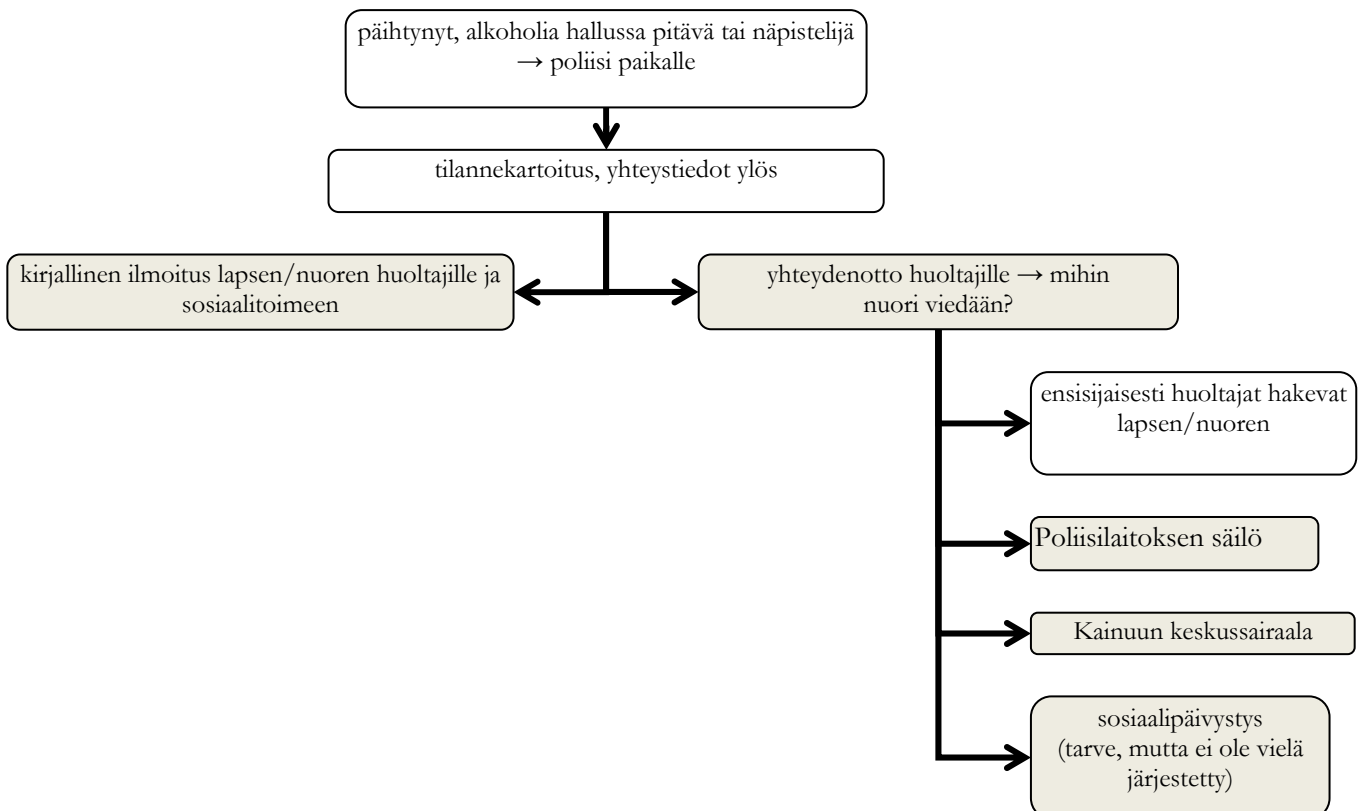 päihtynyt, alkoholia hallussa pitävä tai näpistelijä
→ poliisi paikalle
tilannekartoitus, yhteystiedot ylös
kirjallinen ilmoitus lapsen/nuoren huoltajille ja
sosiaalitoimeen
yhteydenotto huoltajille → mihin
nuori viedään?
ensisijaisesti huoltajat hakevat
lapsen/nuoren
Poliisilaitoksen säilö
Kainuun keskussairaala
sosiaalipäivystys
(tarve, mutta ei ole vielä
järjestetty)